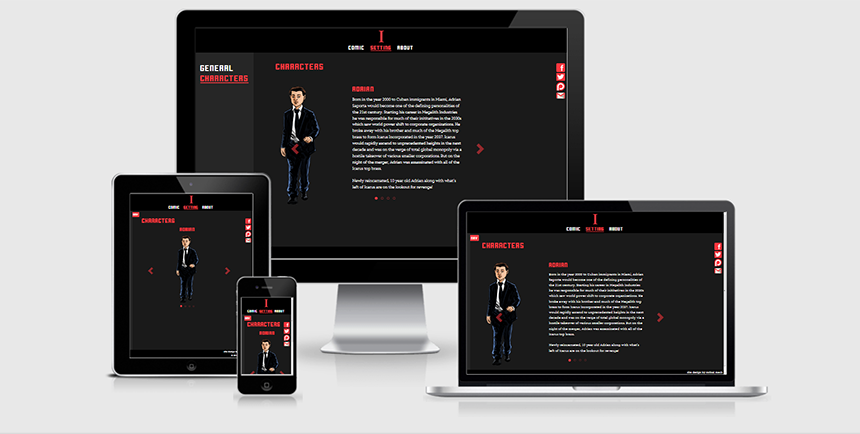 I
COMIC SETTING ABOUT
GENERAL
CHARACTERS
CHARACTERS
ADRIAN
Born in the year 2000 to Cuban immigrants in Miami, Adrian
Saporta would become one of the defining personalities of
the 21st century. Starting his career in Megalith Industries
he was responsible for much of their initiatives in the 2030s
which saw world power shift to corporate organizations. He
broke away with his brother and much of the Megalith top
brass to form Icarus Incorporated in the year 2037. Icarus
would rapidly ascend to unprecedented heights in the next
decade and was on the verge of total global monopoly via a
hostile takeover of various smaller corporations. But on the
night of the merger, Adrian was assassinated with all of the
Icarus top brass.
Newly reincarnated, 10 year old Adrian along with what's
left of Icarus are on the lookout for revenge!
I
COMIC SETTING ABOUT
CHARACTERS
ADRIAN
I
COMIC SETTING ABOUT
CHARACTERS
ADRIAN
I
COMIC SETTING ABOUT
CHARACTERS
ADRIAN
Born in the year 2000 to Cuban immigrants in Miami, Adrian
Saporta would become one of the defining personalities of
the 21st century. Starting his career in Megalith Industries
he was responsible for much of their initiatives in the 2030s
which saw world power shift to corporate organizations. He
broke away with his brother and much of the Megalith top
brass to form Icarus Incorporated in the year 2037. Icarus
would rapidly ascend to unprecedented heights in the next
decade and was on the verge of total global monopoly via a
hostile takeover of various smaller corporations. But on the
night of the merger, Adrian was assassinated with all of the
Icarus top brass.
Newly reincarnated, 10 year old Adrian along with what's
left of Icarus are on the lookout for revenge!
site design by